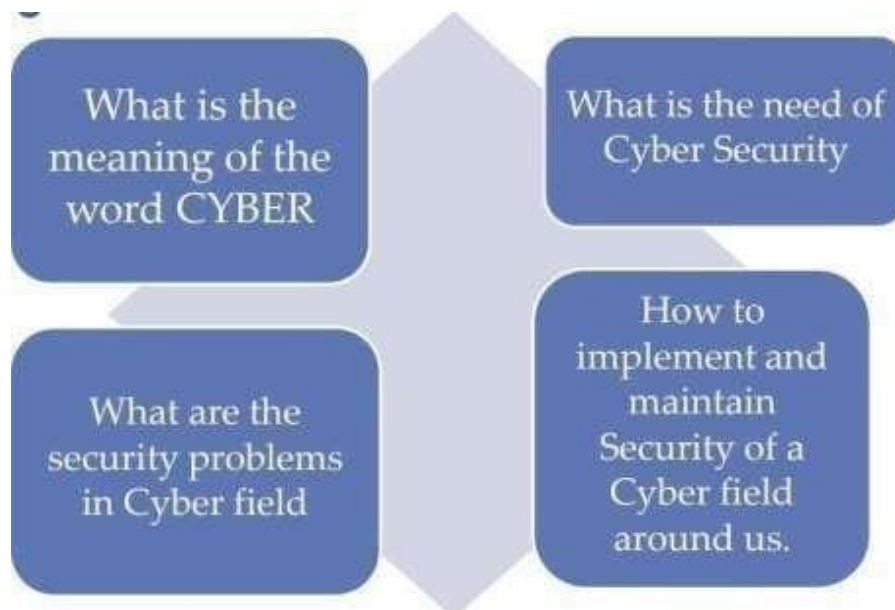 What is the
meaning of the
word CYBER
What is the need of
Cyber Security
What are the
security problems
in Cyber field
How to
implement and
maintain
Security of a
Cyber field
around us.